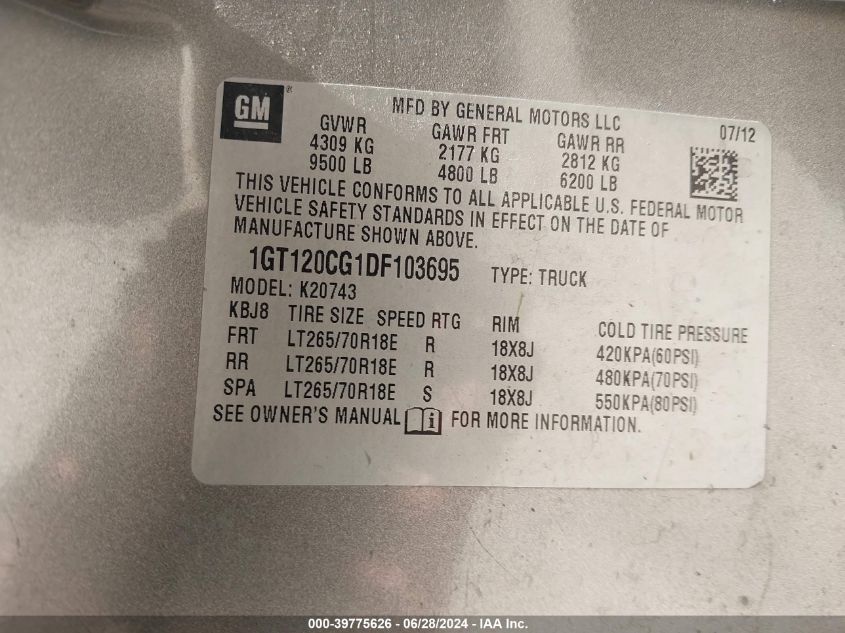 GM®
MFD BY GENERAL MOTORS LLC 07/12
GVWR GAWR FRT GAWR RR
4309 KG 2177 KG 2812 KG
9500 LB 4800 LB 6200 LB
THIS VEHICLE CONFORMS TO ALL APPLICABLE U.S. FEDERAL MOTOR
VEHICLE SAFETY STANDARDS IN EFFECT ON THE DATE OF
MANUFACTURE SHOWN ABOVE.
1GT120CG1DF103695 TYPE: TRUCK
MODEL: K20743
KBJ8 TIRE SIZE SPEED RTG RIM COLD TIRE PRESSURE
FRT LT265/70R18E R 18X8J 420KPA(60PSI)
RR LT265/70R18E R 18X8J 480KPA(70PSI)
SPA LT265/70R18E S 18X8J 550KPA(80PSI)
SEE OWNER'S MANUAL i FOR MORE INFORMATION.
000-39775626 - 06/28/2024 - IAA Inc.